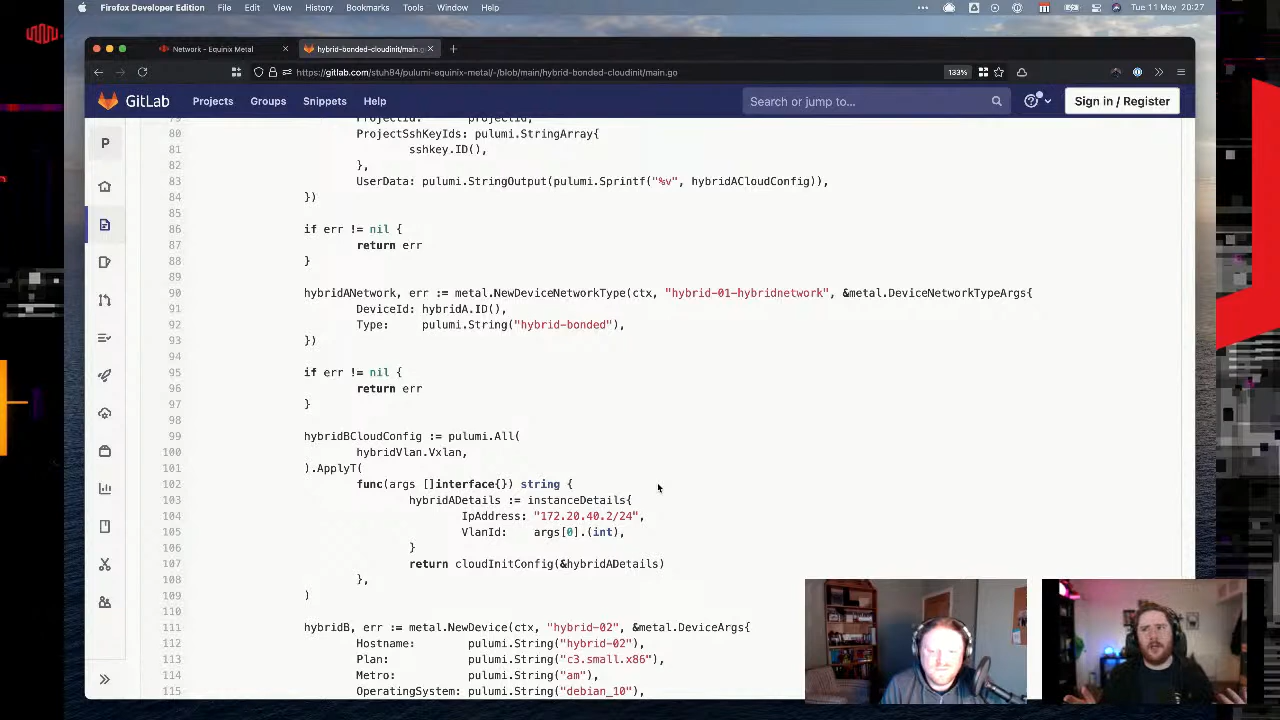 Firefox Developer Edition File Edit View History Bookmarks Tools Window Help Tue 11 May 20:27
Network - Equinix Metal
hybrid-bonded-cloudinit/main.g
https://gitlab.com/stuh84/pulumi-equinix-metal/-/blob/main/hybrid-bonded-cloudinit/main.go 133%
GitLab Projects Groups Snippets Help Search or jump to... Sign in / Register
P
79 ProjectId: projectId,
80 ProjectSshKeyIds: pulumi.StringArray{
81 sshkey.ID(),
82 },
83 UserData: pulumi.StringOutput(pulumi.Sprintf("%v", hybridACloudConfig)),
84 })
85
86 if err != nil {
87 return err
88 }
89
90 hybridANetwork, err := metal.NewDeviceNetworkType(ctx, "hybrid-01-hybridnetwork", &metal.DeviceNetworkTypeArgs{
91 DeviceId: hybridA.ID(),
92 Type: pulumi.String("hybrid-bonded"),
93 })
94
95 if err != nil {
96 return err
97 }
98
99 hybridBCloudConfig := pulumi.All(
100 hybridVlan.Vxlan,
101 ).ApplyT(
102 func(args []interface{}) string {
103 hybridADetails := instanceDetails{
104 IpAddress: "172.20.40.2/24",
105 VlanId: args[0].(int),
106 }
107 return cloudInitConfig(&hybridADetails)
108 },
109 )
110
111 hybridB, err := metal.NewDevice(ctx, "hybrid-02", &metal.DeviceArgs{
112 Hostname: pulumi.String("hybrid-02"),
113 Plan: pulumi.String("c3.small.x86"),
114 Metro: pulumi.String("am"),
115 OperatingSystem: pulumi.String("debian_10"),